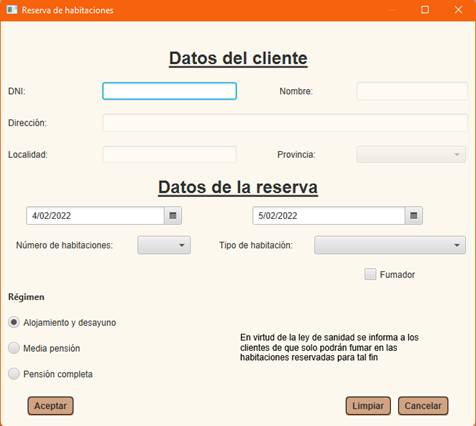 Reserva de habitaciones
Datos del cliente
DNI: Nombre:
Dirección:
Localidad: Provincia:
Datos de la reserva
4/02/2022 5/02/2022
Número de habitaciones: Tipo de habitación:
Fumador
Régimen
Alojamiento y desayuno
Media pensión
Pensión completa
En virtud de la ley de sanidad se informa a los
clientes de que solo podrán fumar en las
habitaciones reservadas para tal fin
Aceptar Limpiar Cancelar